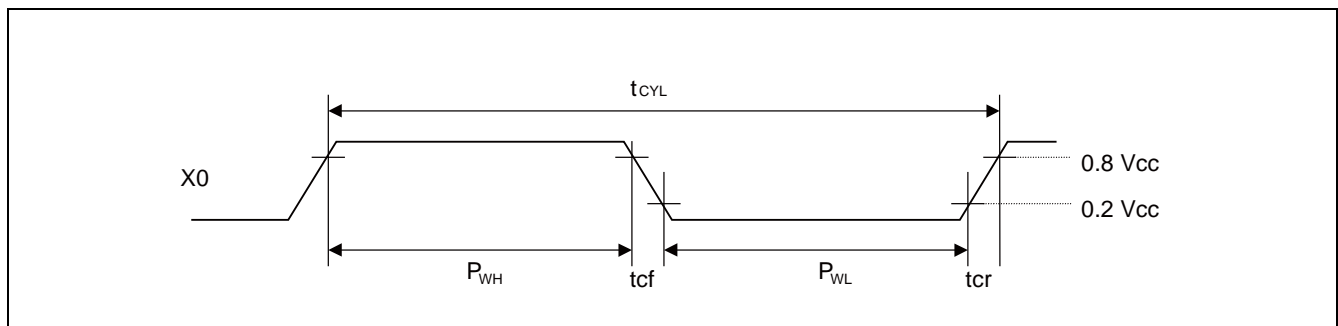 tCYL
X0
0.8 Vcc
0.2 Vcc
PWH
tcf
PWL
tcr